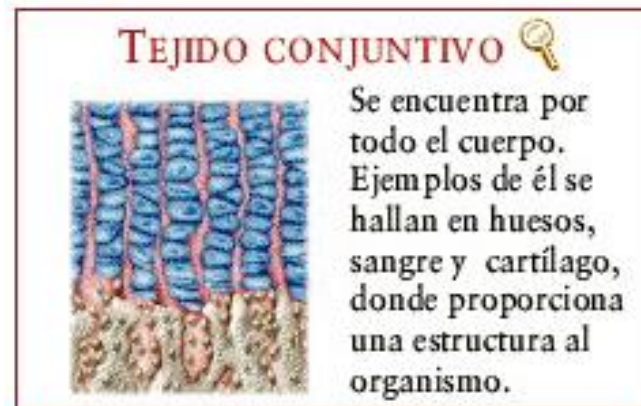 TEJIDO CONJUNTIVO
Se encuentra por
todo el cuerpo.
Ejemplos de él se
hallan en huesos,
sangre y cartílago,
donde proporciona
una estructura al
organismo.